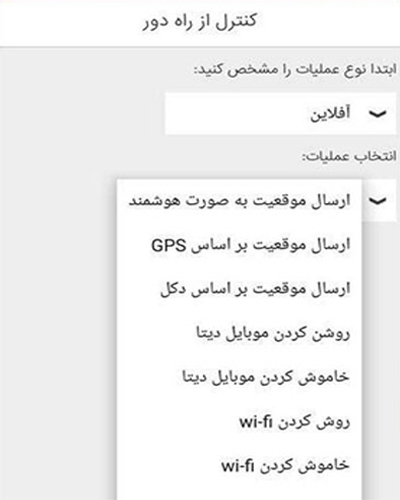 کنترل از راه دور
ابتدا نوع عملیات را مشخص کنید:
آفلاین
انتخاب عملیات:
ارسال موقعیت به صورت هوشمند
ارسال موقعیت بر اساس GPS
ارسال موقعیت بر اساس دکل
روشن کردن موبایل دیتا
خاموش کردن موبایل دیتا
روش کردن wi-fi
خاموش کردن wi-fi